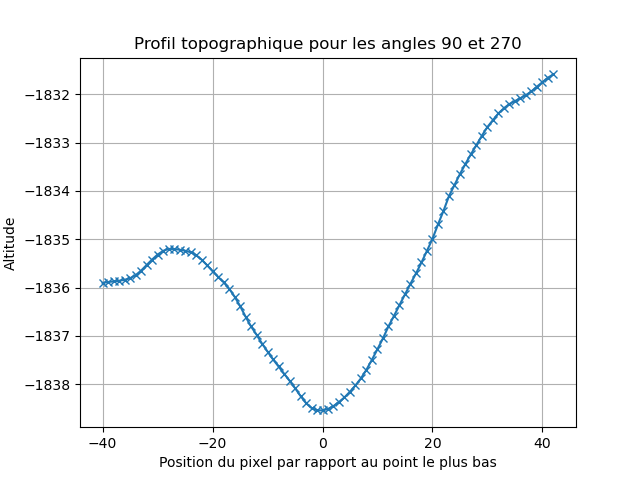 Profil topographique pour les angles 90 et 270
Altitude
−1832
−1833
−1834
−1835
−1836
−1837
−1838
−40 −20 0 20 40
Position du pixel par rapport au point le plus bas